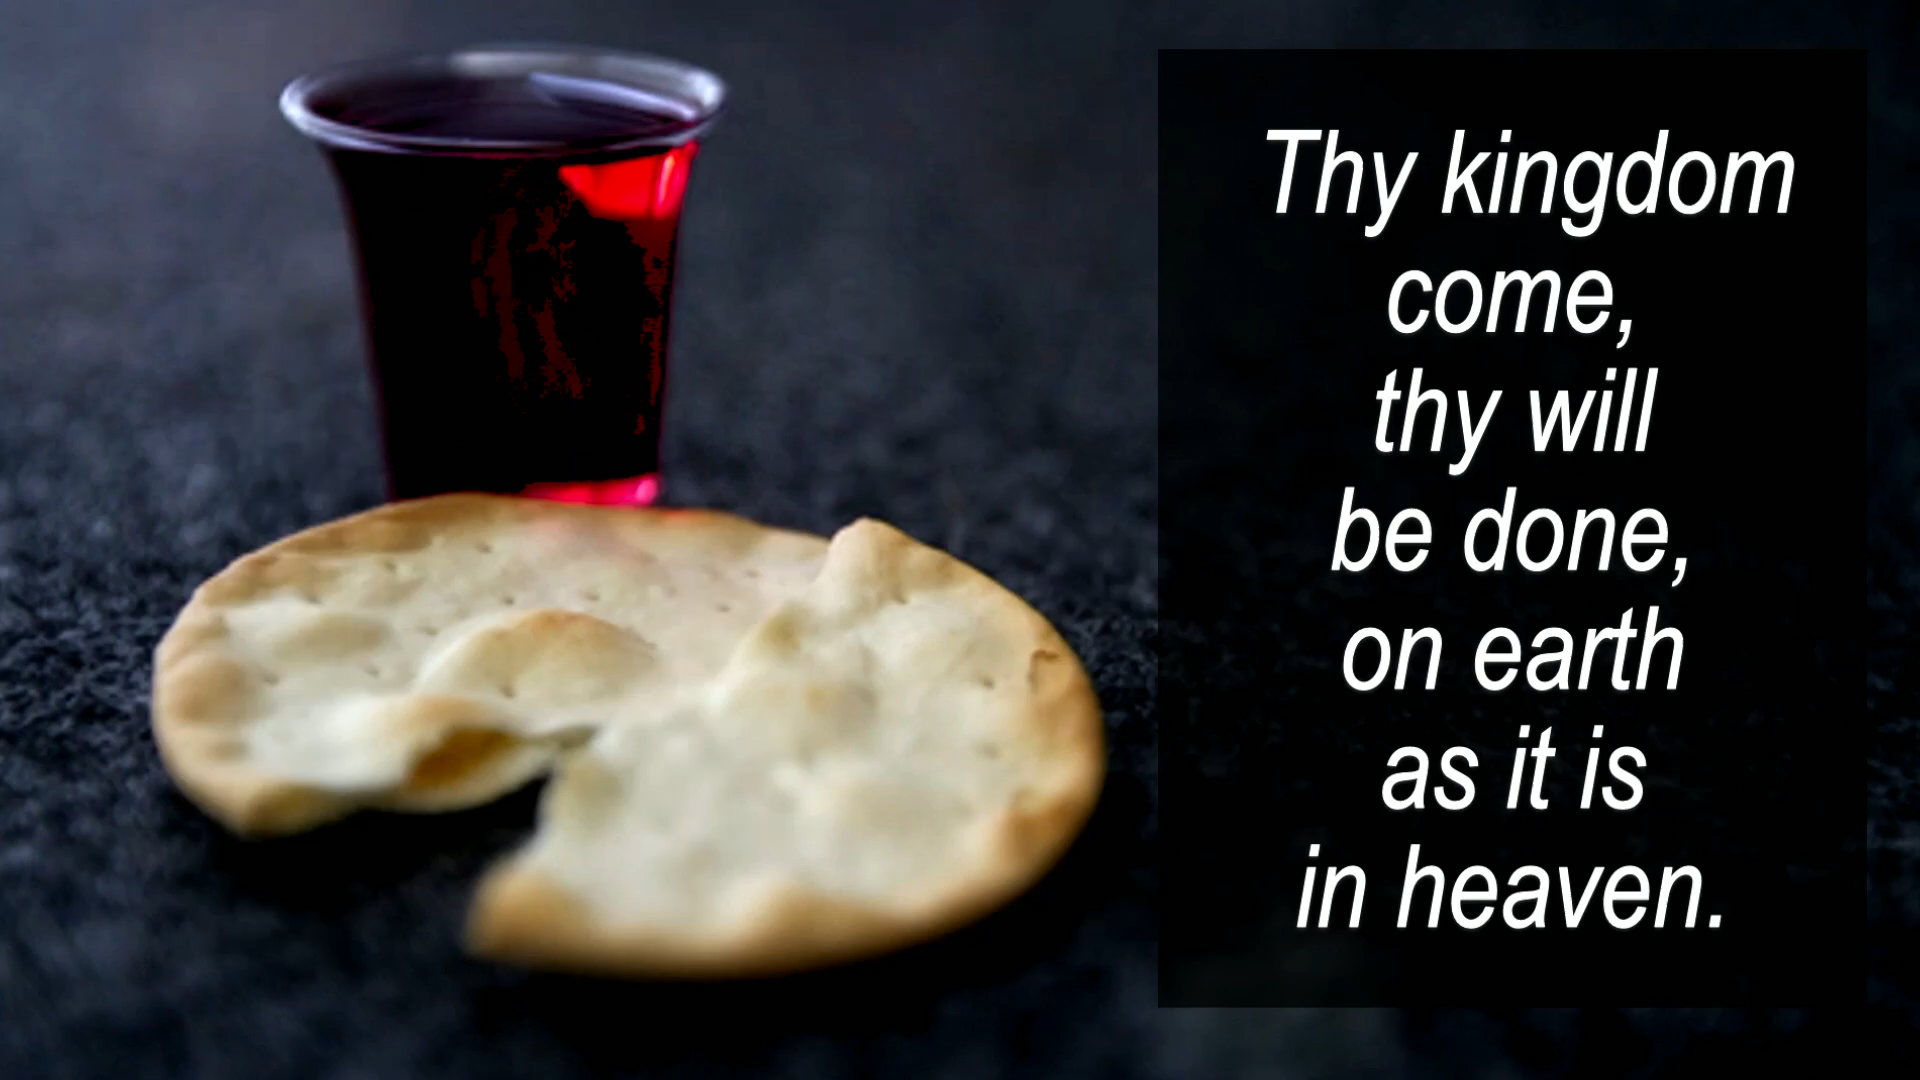 Thy kingdom
come,
thy will
be done,
on earth
as it is
in heaven.